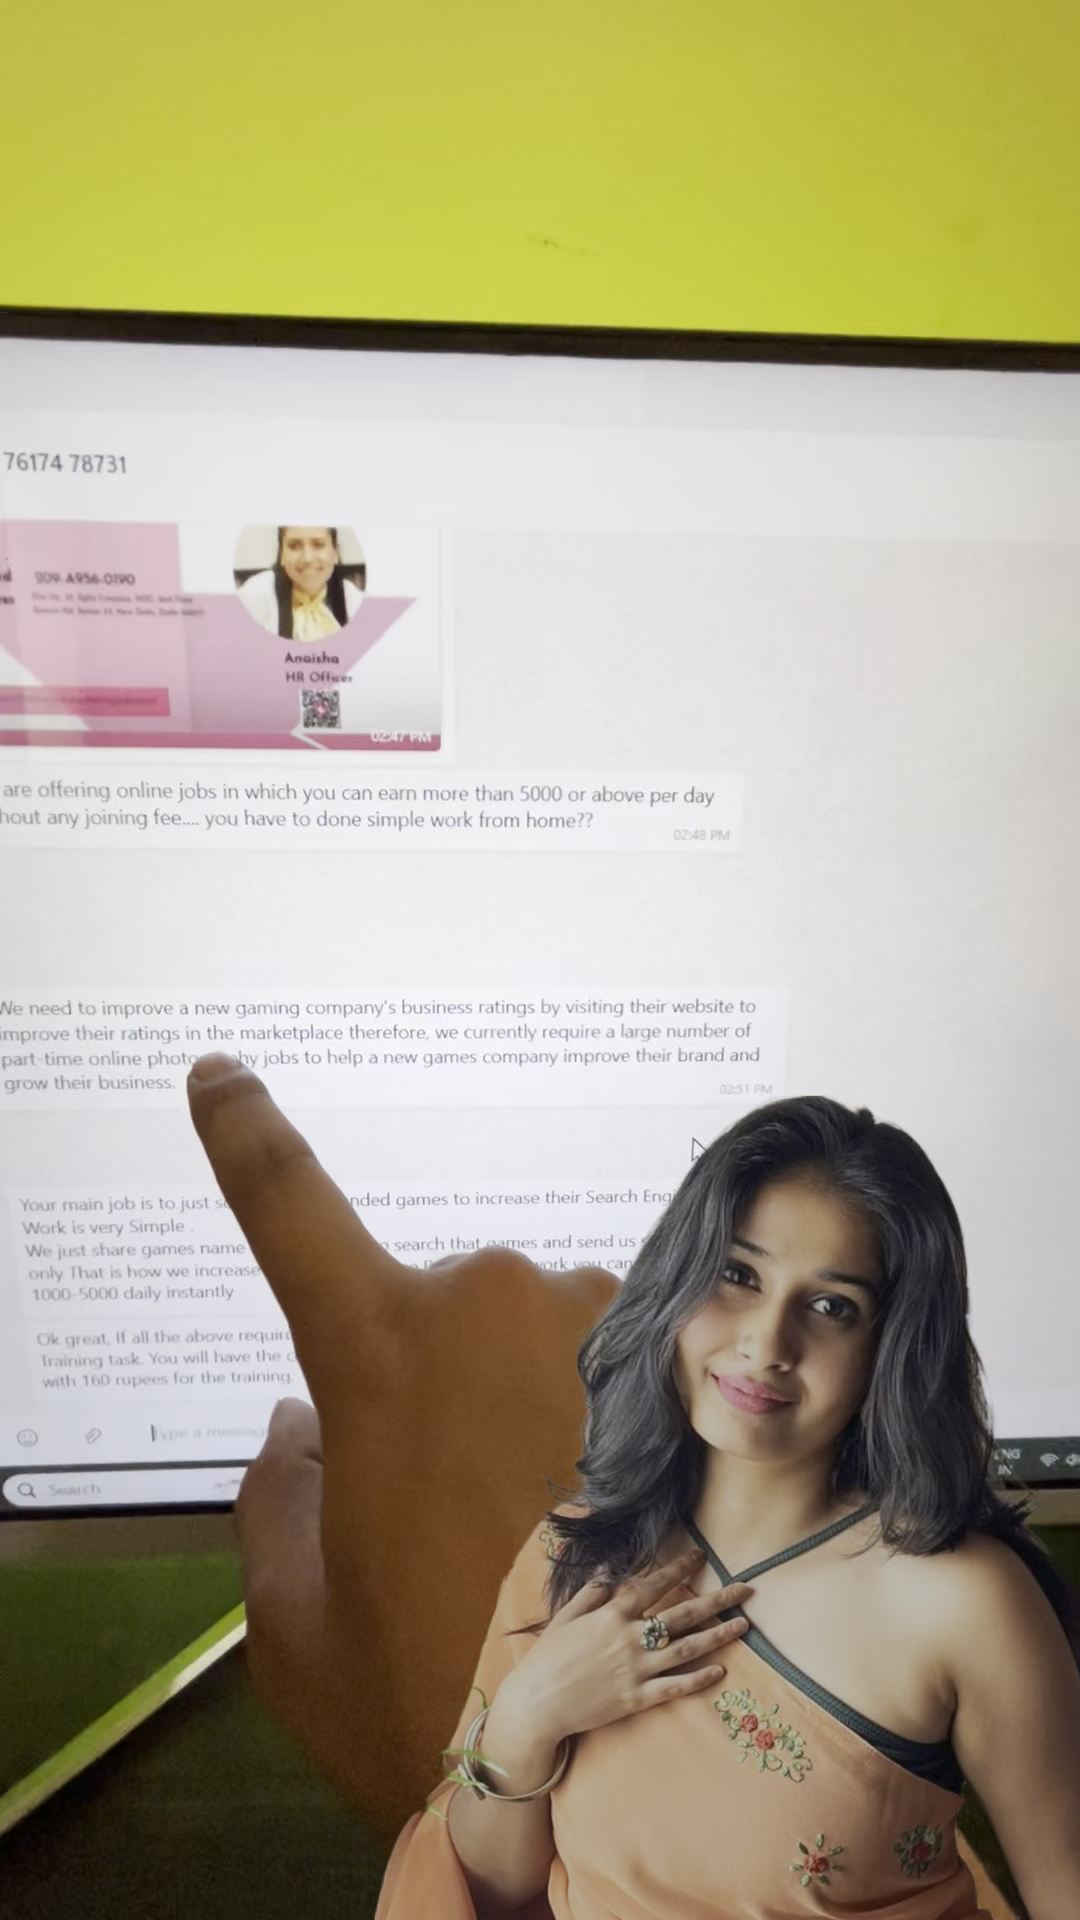 76174 78731
909-A956-0190
Anaisha
HR Officer
02:47 PM
are offering online jobs in which you can earn more than 5000 or above per day
hout any joining fee.... you have to done simple work from home??
02:48 PM
We need to improve a new gaming company's business ratings by visiting their website to
improve their ratings in the marketplace therefore, we currently require a large number of
part-time online photo hy jobs to help a new games company improve their brand and
grow their business.
02:51 PM
Your main job is to just nded games to increase their Search Engi
Work is very Simple .
We just share games name search that games and send us
only That is how we increase work you can
1000-5000 daily instantly
Ok great, If all the above require
Training task. You will have the
with 160 rupees for the training.
Type a message
Search
ENG
IN